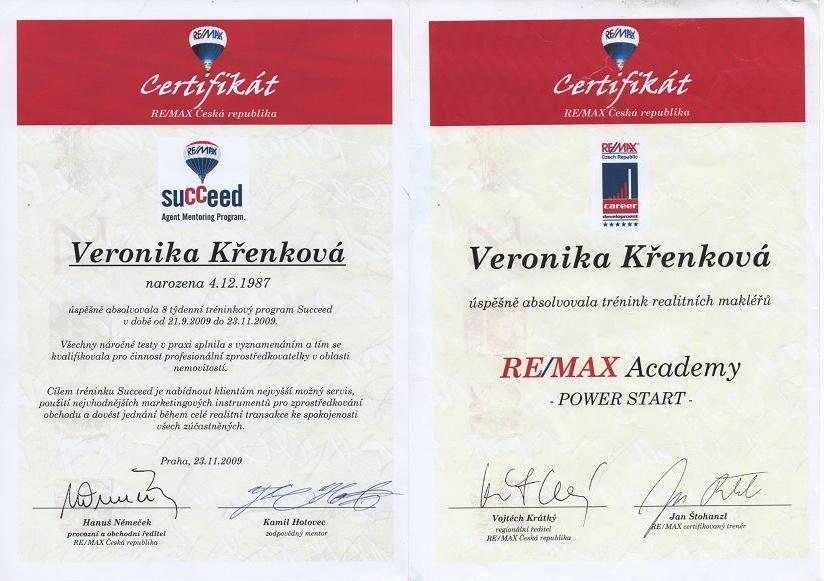 RE/MAX
Certifikát
RE/MAX Česká republika
RE/MAX
suCCeed
Agent Mentoring Program.
Veronika Křenková
narozena 4.12.1987
úspěšně absolvovala 8 týdenní tréninkový program Succeed
v době od 21.9.2009 do 23.11.2009.
Všechny náročné testy v praxi splnila s vyznamenáním a tím se
kvalifikovala pro činnost profesionální zprostředkovatelky v oblasti
nemovitostí.
Cílem tréninku Succeed je nabídnout klientům nejvyšší možný servis,
použití nejvhodnějších marketingových instrumentů pro zprostředkování
obchodu a dovést jednání během celé realitní transakce ke spokojenosti
všech zúčastněných.
Praha, 23.11.2009
Hanuš Němeček
provozní a obchodní ředitel
RE/MAX Česká republika
Kamil Hotovec
zodpovědný mentor
RE/MAX
Certifikát
RE/MAX Česká republika
RE/MAX
Czech Republic
career
development
Veronika Křenková
úspěšně absolvovala trénink realitních makléřů
RE/MAX Academy
- POWER START -
Vojtěch Krátký
regionální ředitel
RE/MAX Česká republika
Jan Štohanzl
RE/MAX certifikovaný trenér